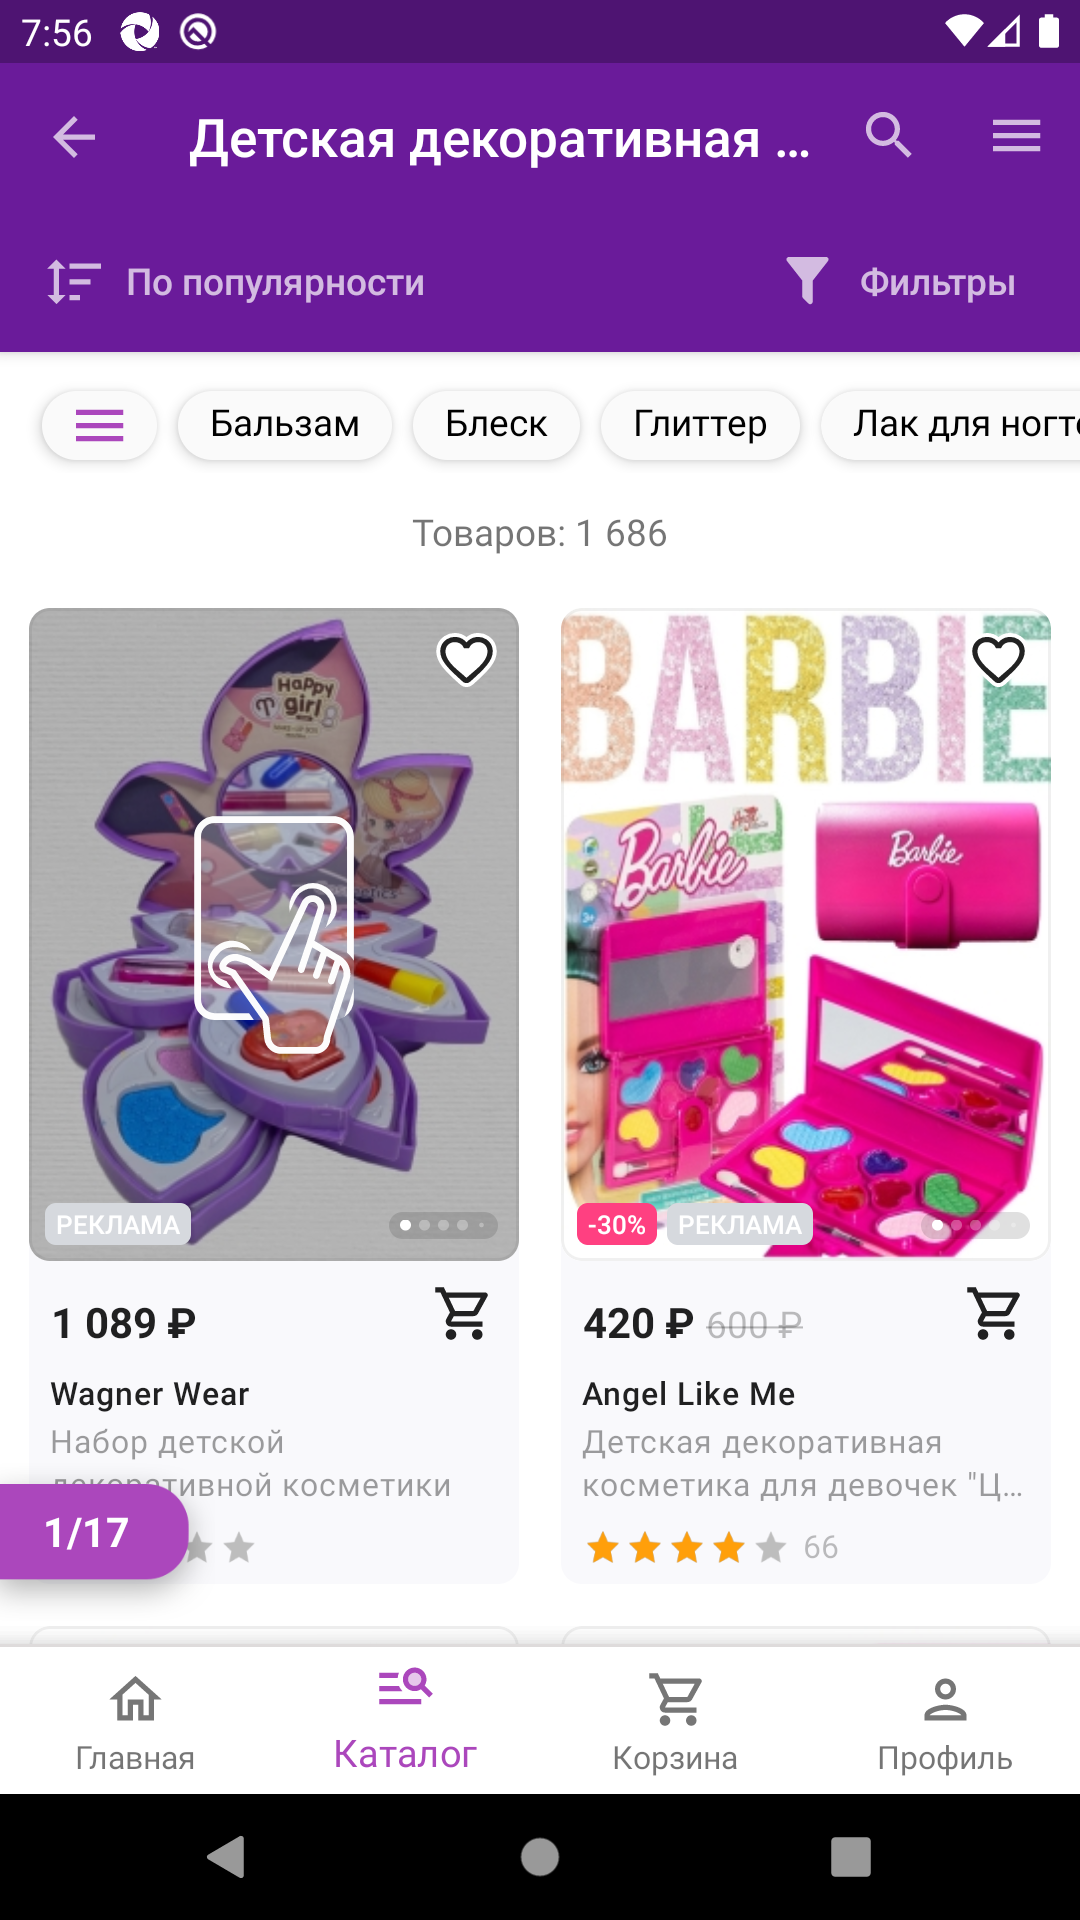 7:56
Детская декоративная ...
По популярности
Фильтры
Бальзам
Блеск
Глиттер
Лак для ногте
Товаров: 1 686
Happy
girl
BARBIE
Barbie
Barbie
РЕКЛАМА
-30%
РЕКЛАМА
1 089 ₽
420 ₽ 600 ₽
Wagner Wear
Angel Like Me
Набор детской
декоративной косметики
Детская декоративная
косметика для девочек "Ц...
1/17
66
Главная
Каталог
Корзина
Профиль